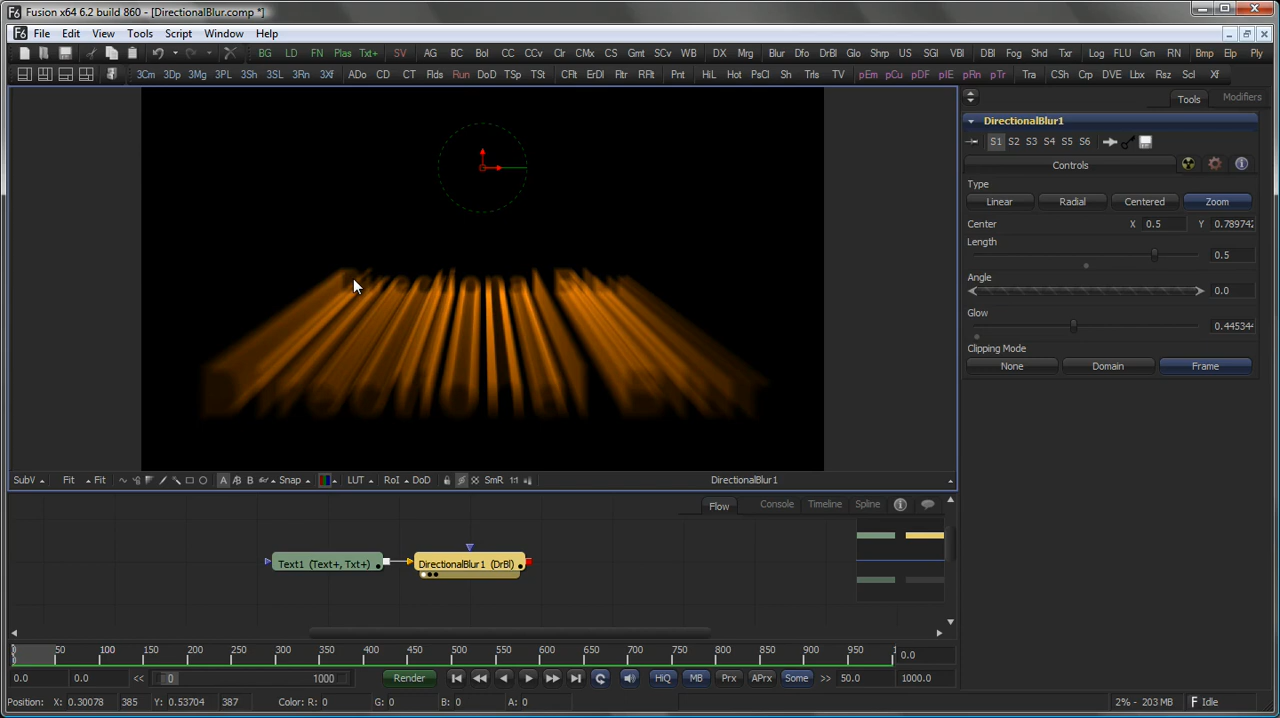 Fusion x64 6.2 build 860 - [DirectionalBlur.comp *]
File Edit View Tools Script Window Help
BG LD FN Plas Txt+ SV AG BC Bol CC CCv Clr CMx CS Gmt SCv WB DX Mrg Blur Dfo DrBl Glo Shrp US SGl VBl DBl Fog Shd Txr Log FLU Grn RN Bmp Elp Ply
3Cm 3Dp 3Mg 3PL 3Sh 3SL 3Rn 3Xf ADo CD CT Flds Run DoD TSp TSt CFlt ErDl Fltr RFlt Pnt HiL Hot PsCl Sh Trls TV pEm pCu pDF pIE pRn pTr Tra CSh Crp DVE Lbx Rsz Scl Xf
Tools Modifiers
DirectionalBlur1
S1 S2 S3 S4 S5 S6
Controls
Type
Linear Radial Centered Zoom
Center X 0.5 Y 0.789742
Length
0.5
Angle
0.0
Glow
0.445344
Clipping Mode
None Domain Frame
SubV Fit Fit A B Snap LUT RoI DoD SmR 1:1 DirectionalBlur1
Flow Console Timeline Spline
Text1 (Text+, Txt+) DirectionalBlur1 (DrBl)
0 50 100 150 200 250 300 350 400 450 500 550 600 650 700 750 800 850 900 950 0.0
0.0 0.0 << 0 1000 Render HiQ MB Prx APrx Some >> 50.0 1000.0
Position: X: 0.30078 385 Y: 0.53704 387 Color: R: 0 G: 0 B: 0 A: 0 2% - 203 MB Idle